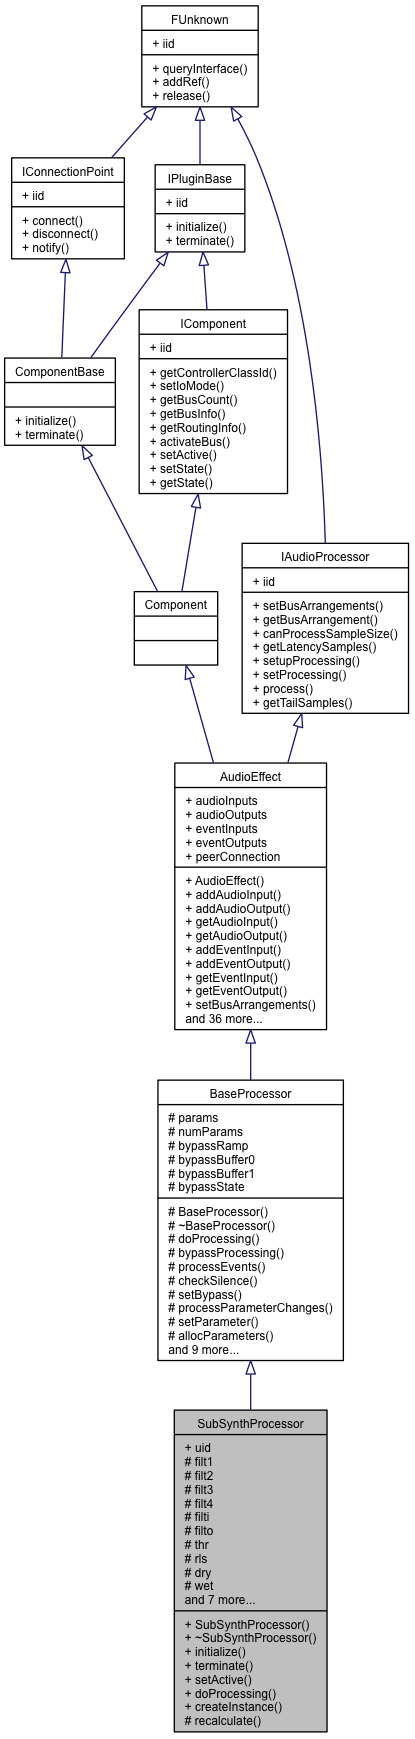 FUnknown
+ iid
+ queryInterface()
+ addRef()
+ release()
IConnectionPoint
+ iid
+ connect()
+ disconnect()
+ notify()
IPluginBase
+ iid
+ initialize()
+ terminate()
IComponent
+ iid
+ getControllerClassId()
+ setIoMode()
+ getBusCount()
+ getBusInfo()
+ getRoutingInfo()
+ activateBus()
+ setActive()
+ setState()
+ getState()
ComponentBase
+ initialize()
+ terminate()
IAudioProcessor
+ iid
+ setBusArrangements()
+ getBusArrangement()
+ canProcessSampleSize()
+ getLatencySamples()
+ setupProcessing()
+ setProcessing()
+ process()
+ getTailSamples()
Component
AudioEffect
+ audioInputs
+ audioOutputs
+ eventInputs
+ eventOutputs
+ peerConnection
+ AudioEffect()
+ addAudioInput()
+ addAudioOutput()
+ getAudioInput()
+ getAudioOutput()
+ addEventInput()
+ addEventOutput()
+ getEventInput()
+ getEventOutput()
+ setBusArrangements()
and 36 more...
BaseProcessor
# params
# numParams
# bypassRamp
# bypassBuffer0
# bypassBuffer1
# bypassState
# BaseProcessor()
# ~BaseProcessor()
# doProcessing()
# bypassProcessing()
# processEvents()
# checkSilence()
# setBypass()
# processParameterChanges()
# setParameter()
# allocParameters()
and 9 more...
SubSynthProcessor
+ uid
# filt1
# filt2
# filt3
# filt4
# filti
# filto
# thr
# rls
# dry
# wet
and 7 more...
+ SubSynthProcessor()
+ ~SubSynthProcessor()
+ initialize()
+ terminate()
+ setActive()
+ doProcessing()
+ createInstance()
# recalculate()